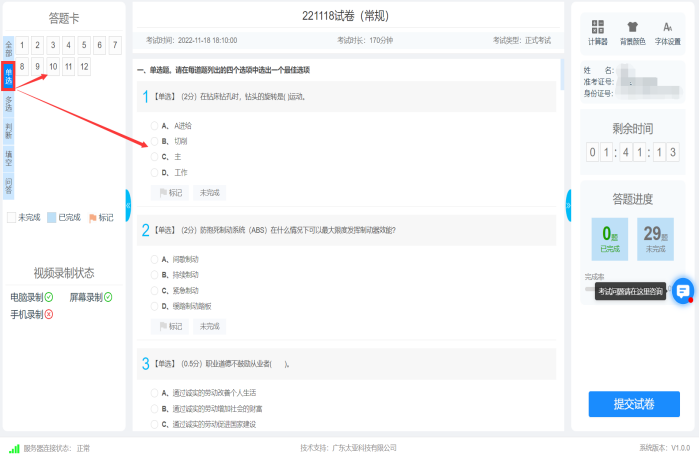 答题卡
全部
1 2 3 4 5 6 7
8 9 10 11 12
单选
多选
判断
填空
问答
未完成 已完成 标记
视频录制状态
电脑录制 屏幕录制
手机录制
221118试卷（常规）
考试时间：2022-11-18 18:10:00 考试时长：170分钟 考试类型：正式考试
一、单选题。请在每道题列出的四个选项中选出一个最佳选项
1 【单选】（2分）在钻床钻孔时，钻头的旋转是( )运动。
A、 A进给
B、 切削
C、 主
D、 工作
标记 未完成
2 【单选】（2分）防抱死制动系统（ABS）在什么情况下可以最大限度发挥制动器效能？
A、 间歇制动
B、 持续制动
C、 紧急制动
D、 缓踏制动踏板
标记 未完成
3 【单选】（0.5分）职业道德不鼓励从业者( )。
A、 通过诚实的劳动改善个人生活
B、 通过诚实的劳动增加社会的财富
C、 通过诚实的劳动促进国家建设
计算器 背景颜色 字体设置
姓 名：
准考证号：
身份证号：
剩余时间
01:41:13
答题进度
0题 29题
已完成 未完成
完成率
考试问题请在这里咨询
提交试卷
服务器连接状态： 正常
技术支持：广东太亚科技有限公司
系统版本：V1.0.0